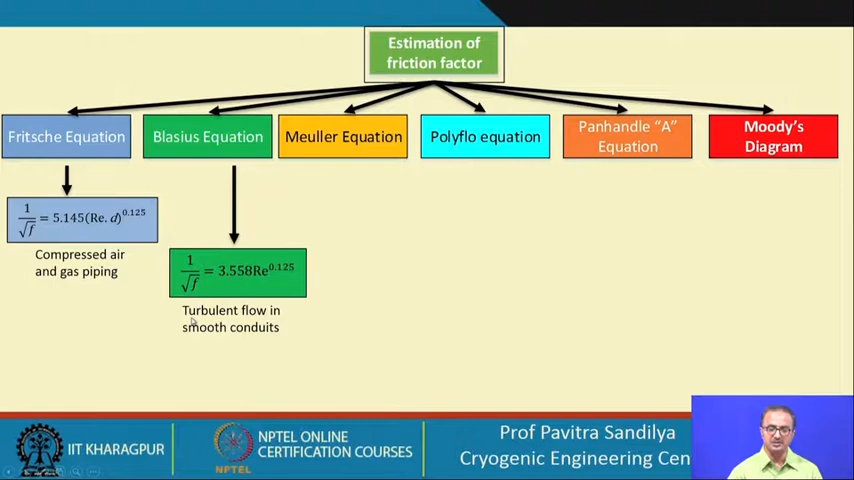 Estimation of
friction factor
Fritsche Equation
Blasius Equation
Meuller Equation
Polyflo equation
Panhandle “A”
Equation
Moody's
Diagram
1/√f = 5.145(Re. d)^0.125
Compressed air
and gas piping
1/√f = 3.558Re^0.125
Turbulent flow in
smooth conduits
IIT KHARAGPUR
NPTEL
NPTEL ONLINE
CERTIFICATION COURSES
Prof Pavitra Sandilya
Cryogenic Engineering Cen